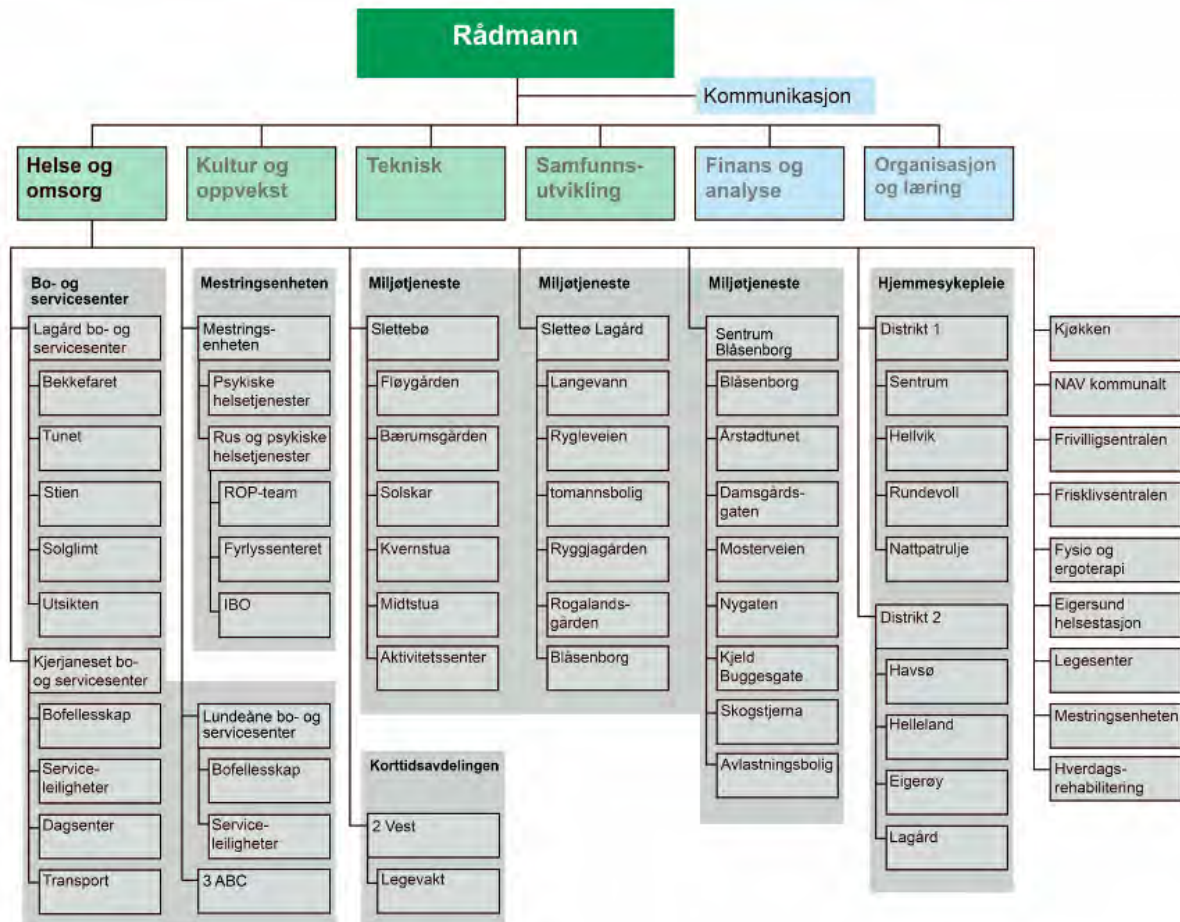 Rådmann
Kommunikasjon
Helse og
omsorg
Kultur og
oppvekst
Teknisk
Samfunns-
utvikling
Finans og
analyse
Organisasjon
og læring
Bo- og
servicesenter
Lagård bo- og
servicesenter
Bekkefaret
Tunet
Stien
Solglimt
Utsikten
Kjerjaneset bo-
og servicesenter
Bofellesskap
Service-
leiligheter
Dagsenter
Transport
Mestringsenheten
Mestrings-
enheten
Psykiske
helsetjenester
Rus og psykiske
helsetjenester
ROP-team
Fyrlyssenteret
IBO
Lundeåne bo- og
servicesenter
Bofellesskap
Service-
leiligheter
3 ABC
Miljøtjeneste
Slettebø
Fløygården
Bærumsgården
Solskar
Kvernstua
Midtstua
Aktivitetssenter
Korttidsavdelingen
2 Vest
Legevakt
Miljøtjeneste
Sletteø Lagård
Langevann
Rygleveien
tomannsbolig
Ryggjagården
Rogalands-
gården
Blåsenborg
Miljøtjeneste
Sentrum
Blåsenborg
Blåsenborg
Årstadtunet
Damsgårds-
gaten
Mosterveien
Nygaten
Kjeld
Buggesgate
Skogstjerna
Avlastningsbolig
Hjemmesykepleie
Distrikt 1
Sentrum
Hellvik
Rundevoll
Nattpatrulje
Distrikt 2
Havsø
Helleland
Eigerøy
Lagård
Kjøkken
NAV kommunalt
Frivilligsentralen
Frisklivsentralen
Fysio og
ergoterapi
Eigersund
helsestasjon
Legesenter
Mestringsenheten
Hverdags-
rehabilitering